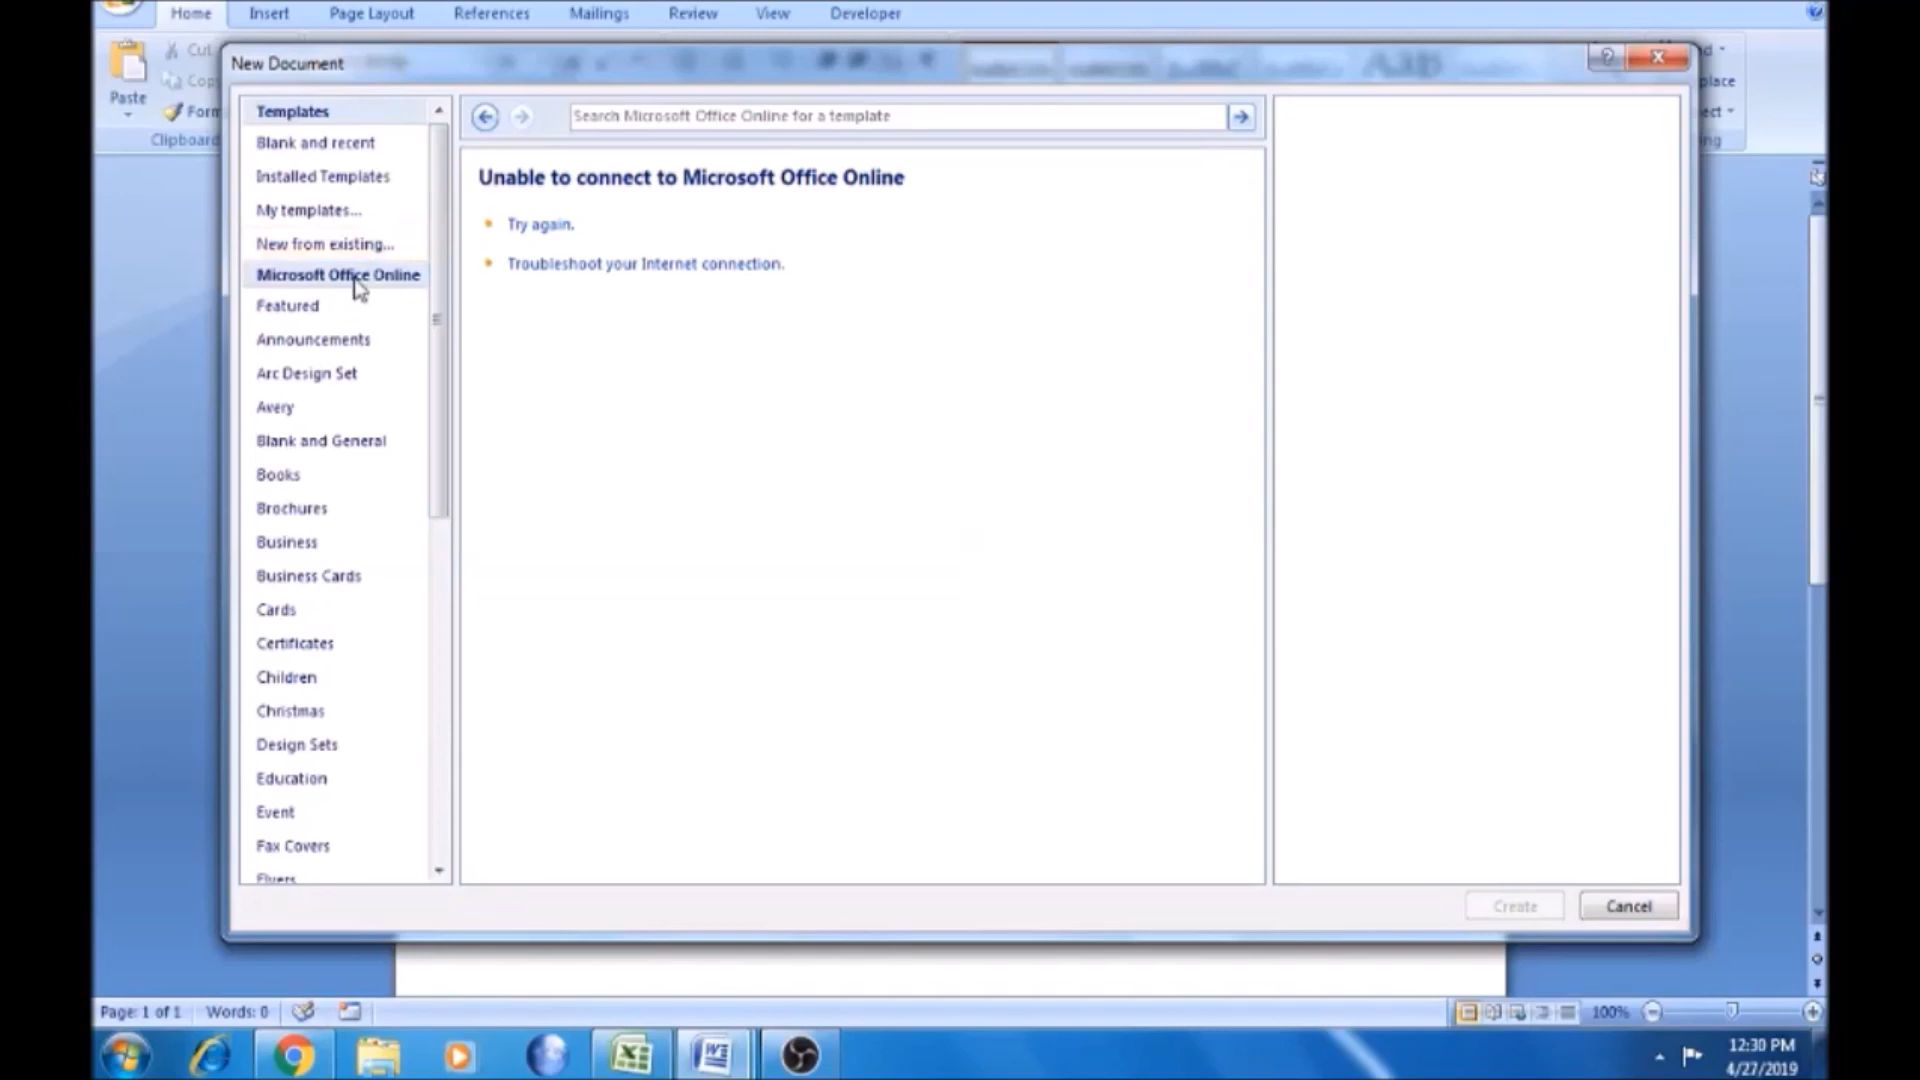 Home Insert Page Layout References Mailings Review View Developer
Cut
Paste
Clipboard
New Document
Templates
Blank and recent
Installed Templates
My templates...
New from existing...
Microsoft Office Online
Featured
Announcements
Arc Design Set
Avery
Blank and General
Books
Brochures
Business
Business Cards
Cards
Certificates
Children
Christmas
Design Sets
Education
Event
Fax Covers
Flyers
Search Microsoft Office Online for a template
Unable to connect to Microsoft Office Online
Try again.
Troubleshoot your Internet connection.
Create Cancel
Page: 1 of 1 Words: 0
100%
12:30 PM
4/27/2019